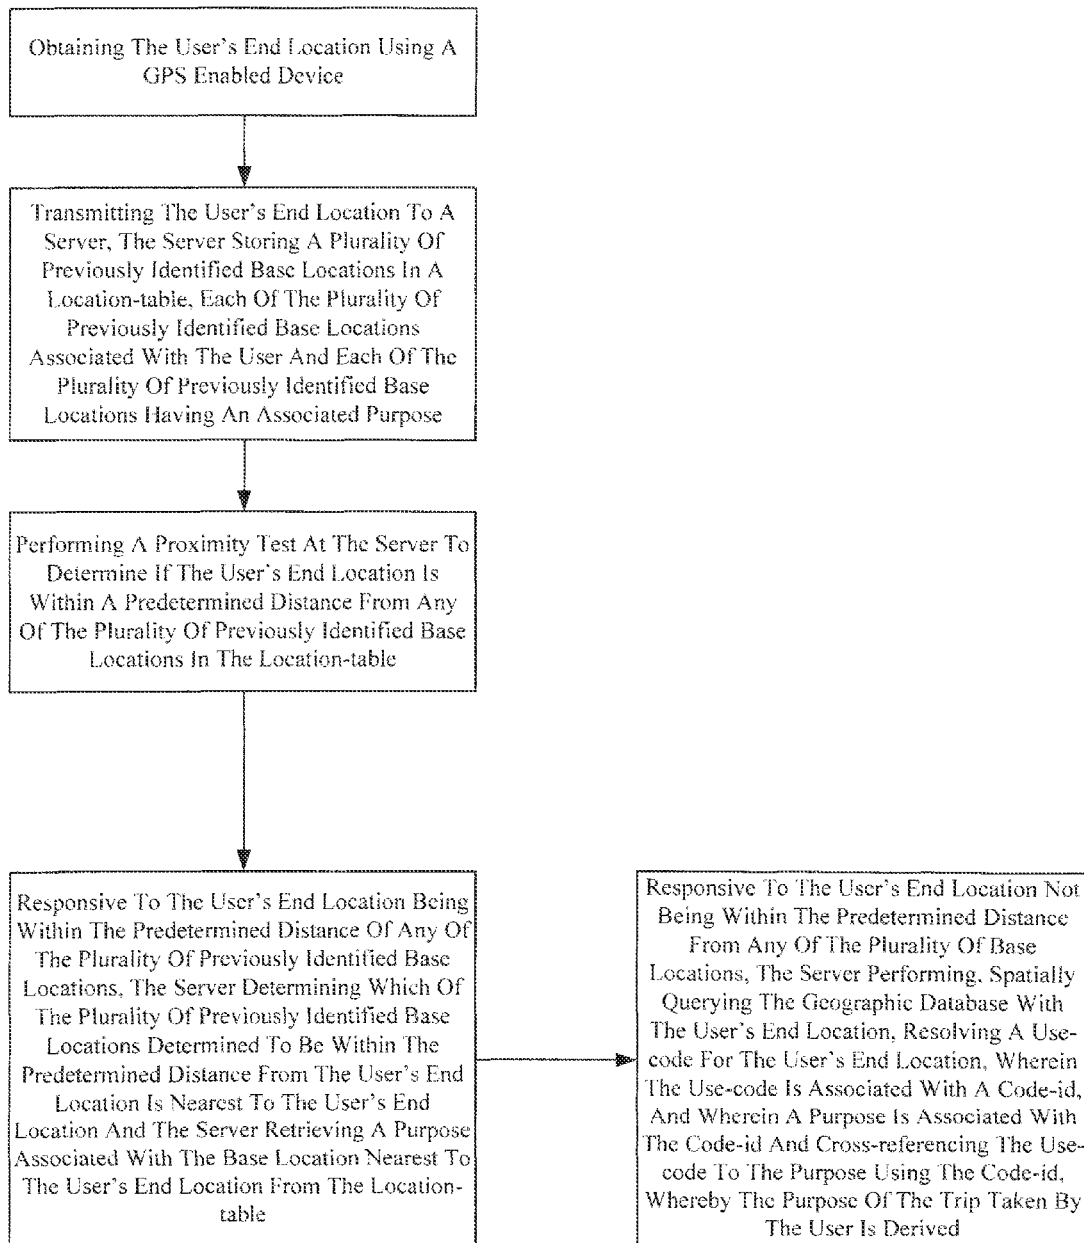 Obtaining The User's End Location Using A
GPS Enabled Device
Transmitting The User's End Location To A
Server, The Server Storing A Plurality Of
Previously Identified Base Locations In A
Location-table, Each Of The Plurality Of
Previously Identified Base Locations
Associated With The User And Each Of The
Plurality Of Previously Identified Base
Locations Having An Associated Purpose
Performing A Proximity Test At The Server To
Determine If The User's End Location Is
Within A Predetermined Distance From Any
Of The Plurality Of Previously Identified Base
Locations In The Location-table
Responsive To The User's End Location Being
Within The Predetermined Distance Of Any Of
The Plurality Of Previously Identified Base
Locations, The Server Determining Which Of
The Plurality Of Previously Identified Base
Locations Determined To Be Within The
Predetermined Distance From The User's End
Location Is Nearest To The User's End
Location And The Server Retrieving A Purpose
Associated With The Base Location Nearest To
The User's End Location From The Location-
table
Responsive To The User's End Location Not
Being Within The Predetermined Distance
From Any Of The Plurality Of Base
Locations, The Server Performing, Spatially
Querying The Geographic Database With
The User's End Location, Resolving A Use-
code For The User's End Location, Wherein
The Use-code Is Associated With A Code-id,
And Wherein A Purpose Is Associated With
The Code-id And Cross-referencing The Use-
code To The Purpose Using The Code-id,
Whereby The Purpose Of The Trip Taken By
The User Is Derived